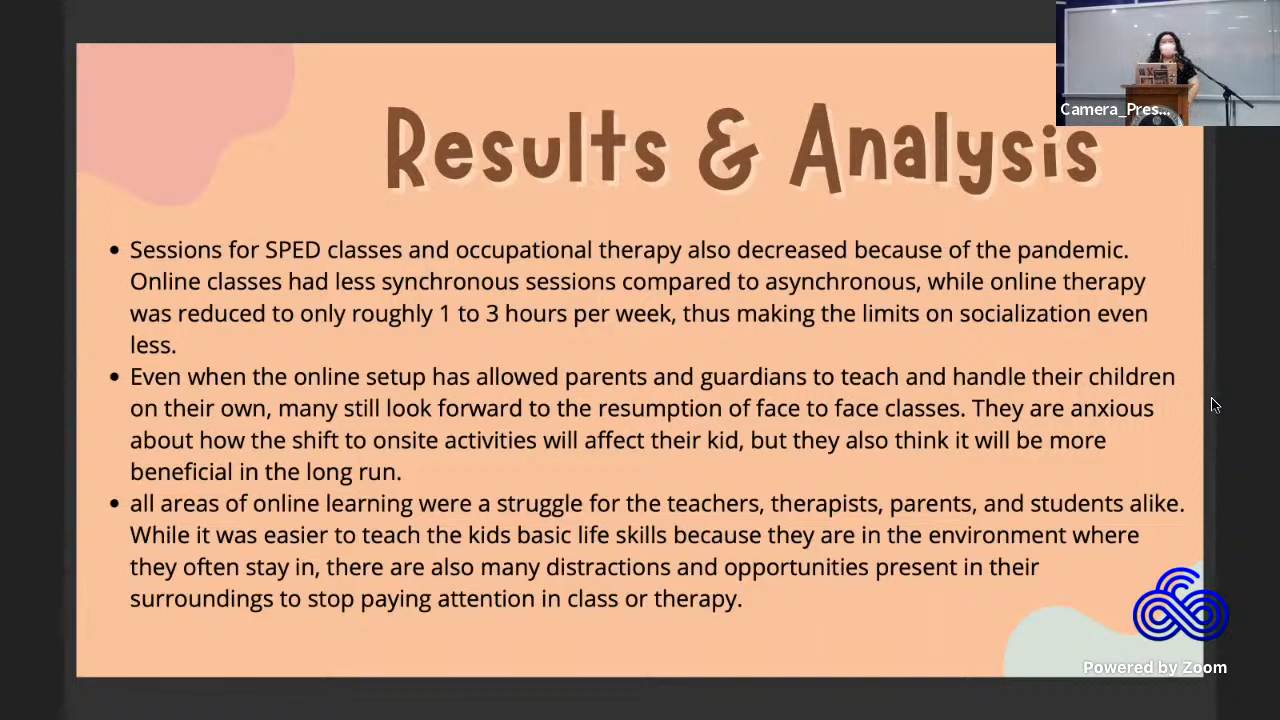 Camera_Pres...
Results & Analysis
• Sessions for SPED classes and occupational therapy also decreased because of the pandemic.
Online classes had less synchronous sessions compared to asynchronous, while online therapy
was reduced to only roughly 1 to 3 hours per week, thus making the limits on socialization even
less.
• Even when the online setup has allowed parents and guardians to teach and handle their children
on their own, many still look forward to the resumption of face to face classes. They are anxious
about how the shift to onsite activities will affect their kid, but they also think it will be more
beneficial in the long run.
• all areas of online learning were a struggle for the teachers, therapists, parents, and students alike.
While it was easier to teach the kids basic life skills because they are in the environment where
they often stay in, there are also many distractions and opportunities present in their
surroundings to stop paying attention in class or therapy.
Powered by Zoom